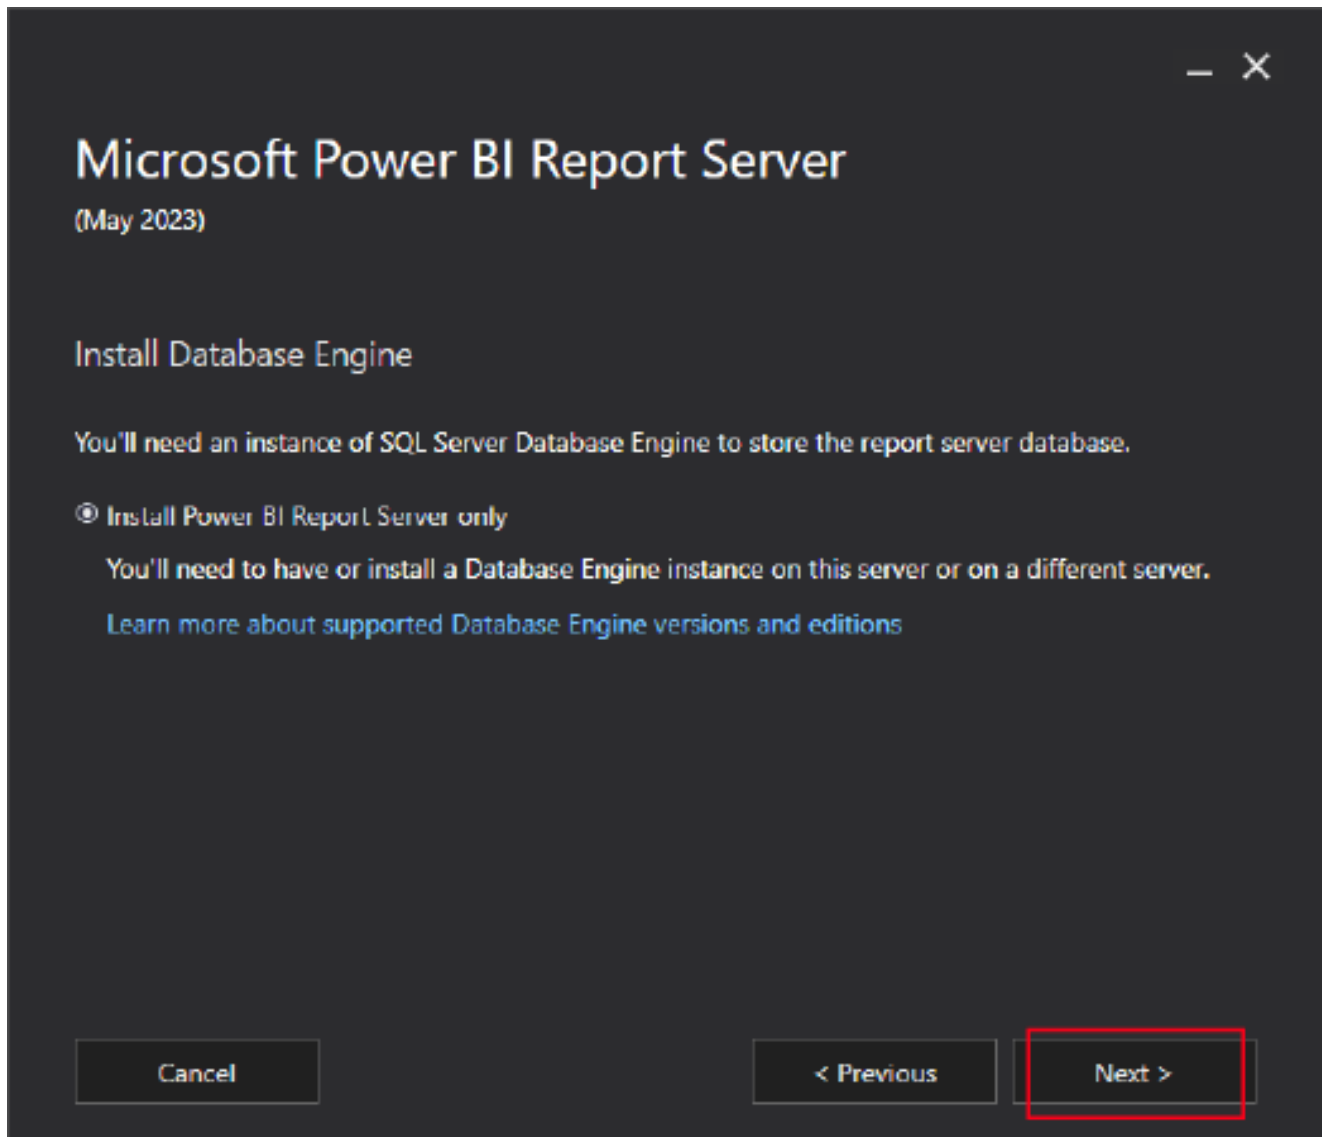 Microsoft Power BI Report Server
(May 2023)
Install Database Engine
You'll need an instance of SQL Server Database Engine to store the report server database.
Install Power BI Report Server only
You'll need to have or install a Database Engine instance on this server or on a different server.
Learn more about supported Database Engine versions and editions
Cancel
< Previous
Next >